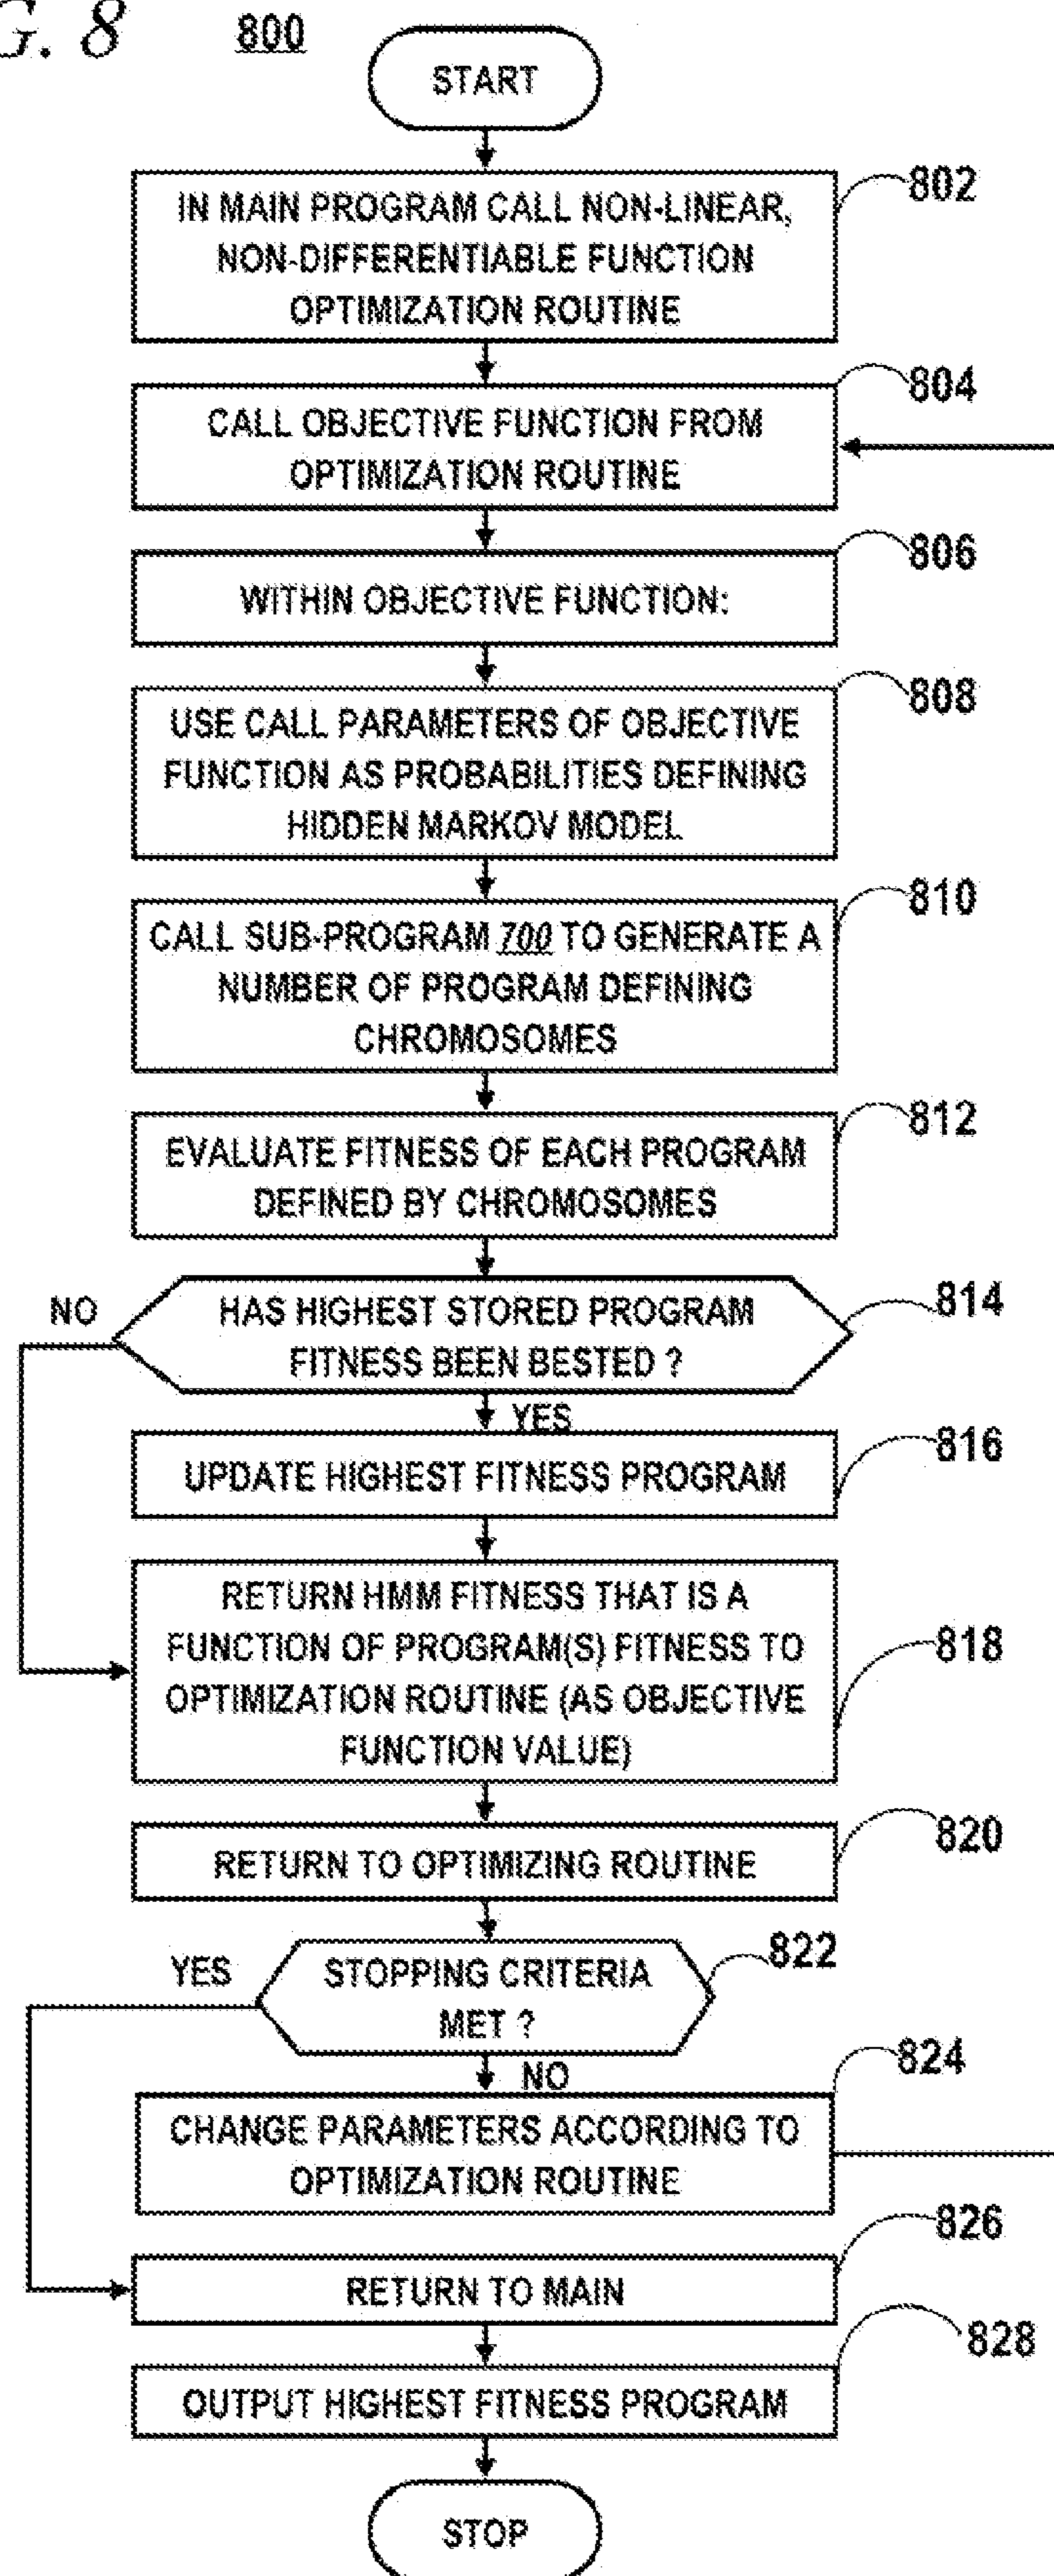 G. 8
800
START
802
IN MAIN PROGRAM CALL NON-LINEAR,
NON-DIFFERENTIABLE FUNCTION
OPTIMIZATION ROUTINE
804
CALL OBJECTIVE FUNCTION FROM
OPTIMIZATION ROUTINE
806
WITHIN OBJECTIVE FUNCTION:
808
USE CALL PARAMETERS OF OBJECTIVE
FUNCTION AS PROBABILITIES DEFINING
HIDDEN MARKOV MODEL
810
CALL SUB-PROGRAM 700 TO GENERATE A
NUMBER OF PROGRAM DEFINING
CHROMOSOMES
812
EVALUATE FITNESS OF EACH PROGRAM
DEFINED BY CHROMOSOMES
814
NO
HAS HIGHEST STORED PROGRAM
FITNESS BEEN BESTED ?
YES
816
UPDATE HIGHEST FITNESS PROGRAM
818
RETURN HMM FITNESS THAT IS A
FUNCTION OF PROGRAM(S) FITNESS TO
OPTIMIZATION ROUTINE (AS OBJECTIVE
FUNCTION VALUE)
820
RETURN TO OPTIMIZING ROUTINE
822
YES
STOPPING CRITERIA
MET ?
NO
824
CHANGE PARAMETERS ACCORDING TO
OPTIMIZATION ROUTINE
826
RETURN TO MAIN
828
OUTPUT HIGHEST FITNESS PROGRAM
STOP